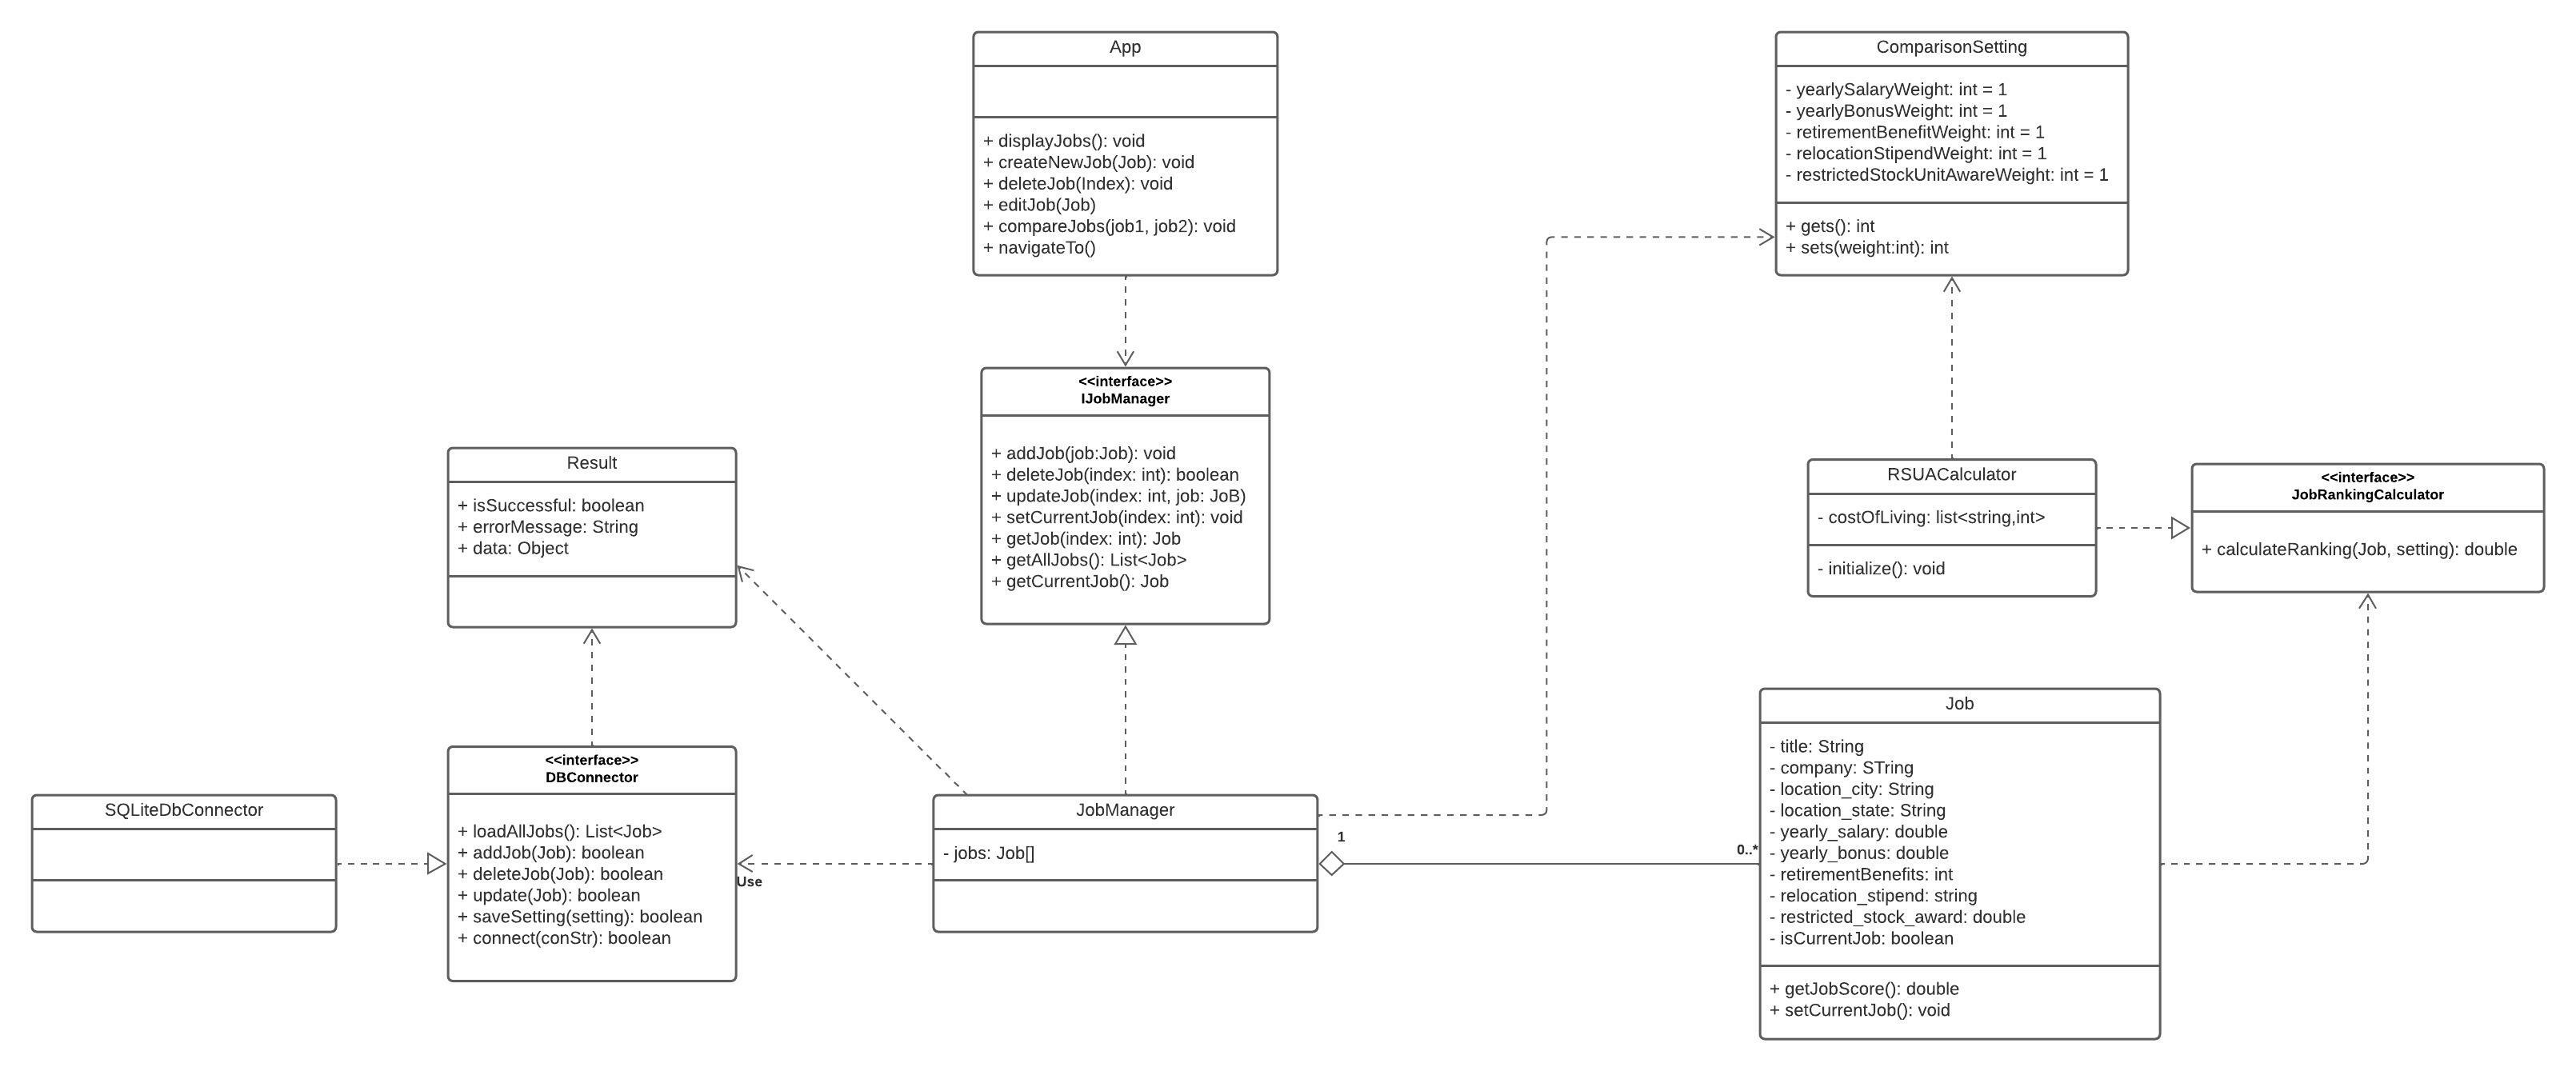 App
+ displayJobs(): void
+ createNewJob(Job): void
+ deleteJob(Index): void
+ editJob(Job)
+ compareJobs(job1, job2): void
+ navigateTo()
ComparisonSetting
- yearlySalaryWeight: int = 1
- yearlyBonusWeight: int = 1
- retirementBenefitWeight: int = 1
- relocationStipendWeight: int = 1
- restrictedStockUnitAwareWeight: int = 1
+ gets(): int
+ sets(weight:int): int
<<interface>>
IJobManager
+ addJob(job:Job): void
+ deleteJob(index: int): boolean
+ updateJob(index: int, job: JoB)
+ setCurrentJob(index: int): void
+ getJob(index: int): Job
+ getAllJobs(): List<Job>
+ getCurrentJob(): Job
Result
+ isSuccessful: boolean
+ errorMessage: String
+ data: Object
RSUACalculator
- costOfLiving: list<string,int>
- initialize(): void
<<interface>>
JobRankingCalculator
+ calculateRanking(Job, setting): double
SQLiteDbConnector
<<interface>>
DBConnector
+ loadAllJobs(): List<Job>
+ addJob(Job): boolean
+ deleteJob(Job): boolean
+ update(Job): boolean
+ saveSetting(setting): boolean
+ connect(conStr): boolean
Use
JobManager
- jobs: Job[]
1
0..*
Job
- title: String
- company: STring
- location_city: String
- location_state: String
- yearly_salary: double
- yearly_bonus: double
- retirementBenefits: int
- relocation_stipend: string
- restricted_stock_award: double
- isCurrentJob: boolean
+ getJobScore(): double
+ setCurrentJob(): void